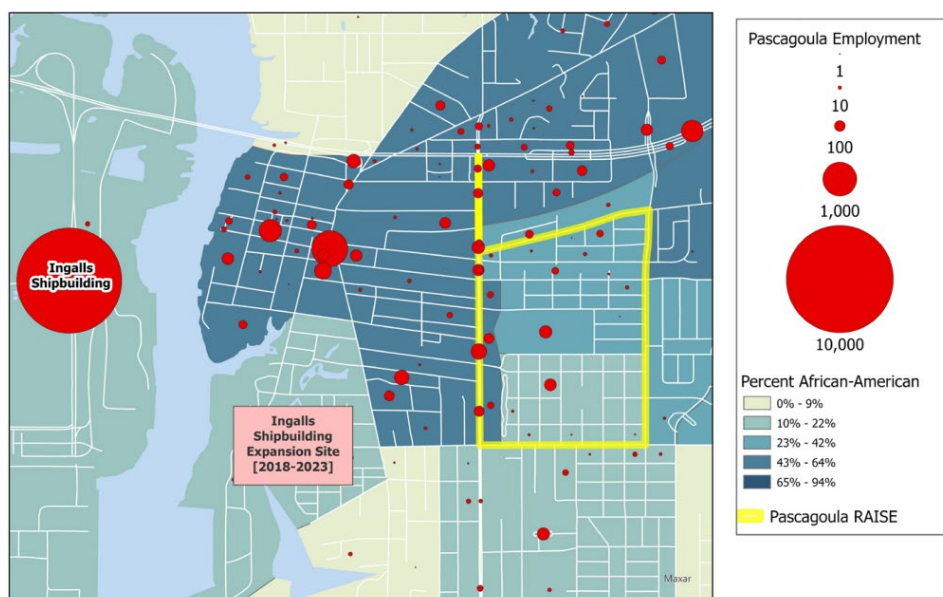 Ingalls
Shipbuilding
Ingalls
Shipbuilding
Expansion Site
[2018-2023]
Maxar
Pascagoula Employment
1
10
100
1,000
10,000
Percent African-American
0% - 9%
10% - 22%
23% - 42%
43% - 64%
65% - 94%
Pascagoula RAISE